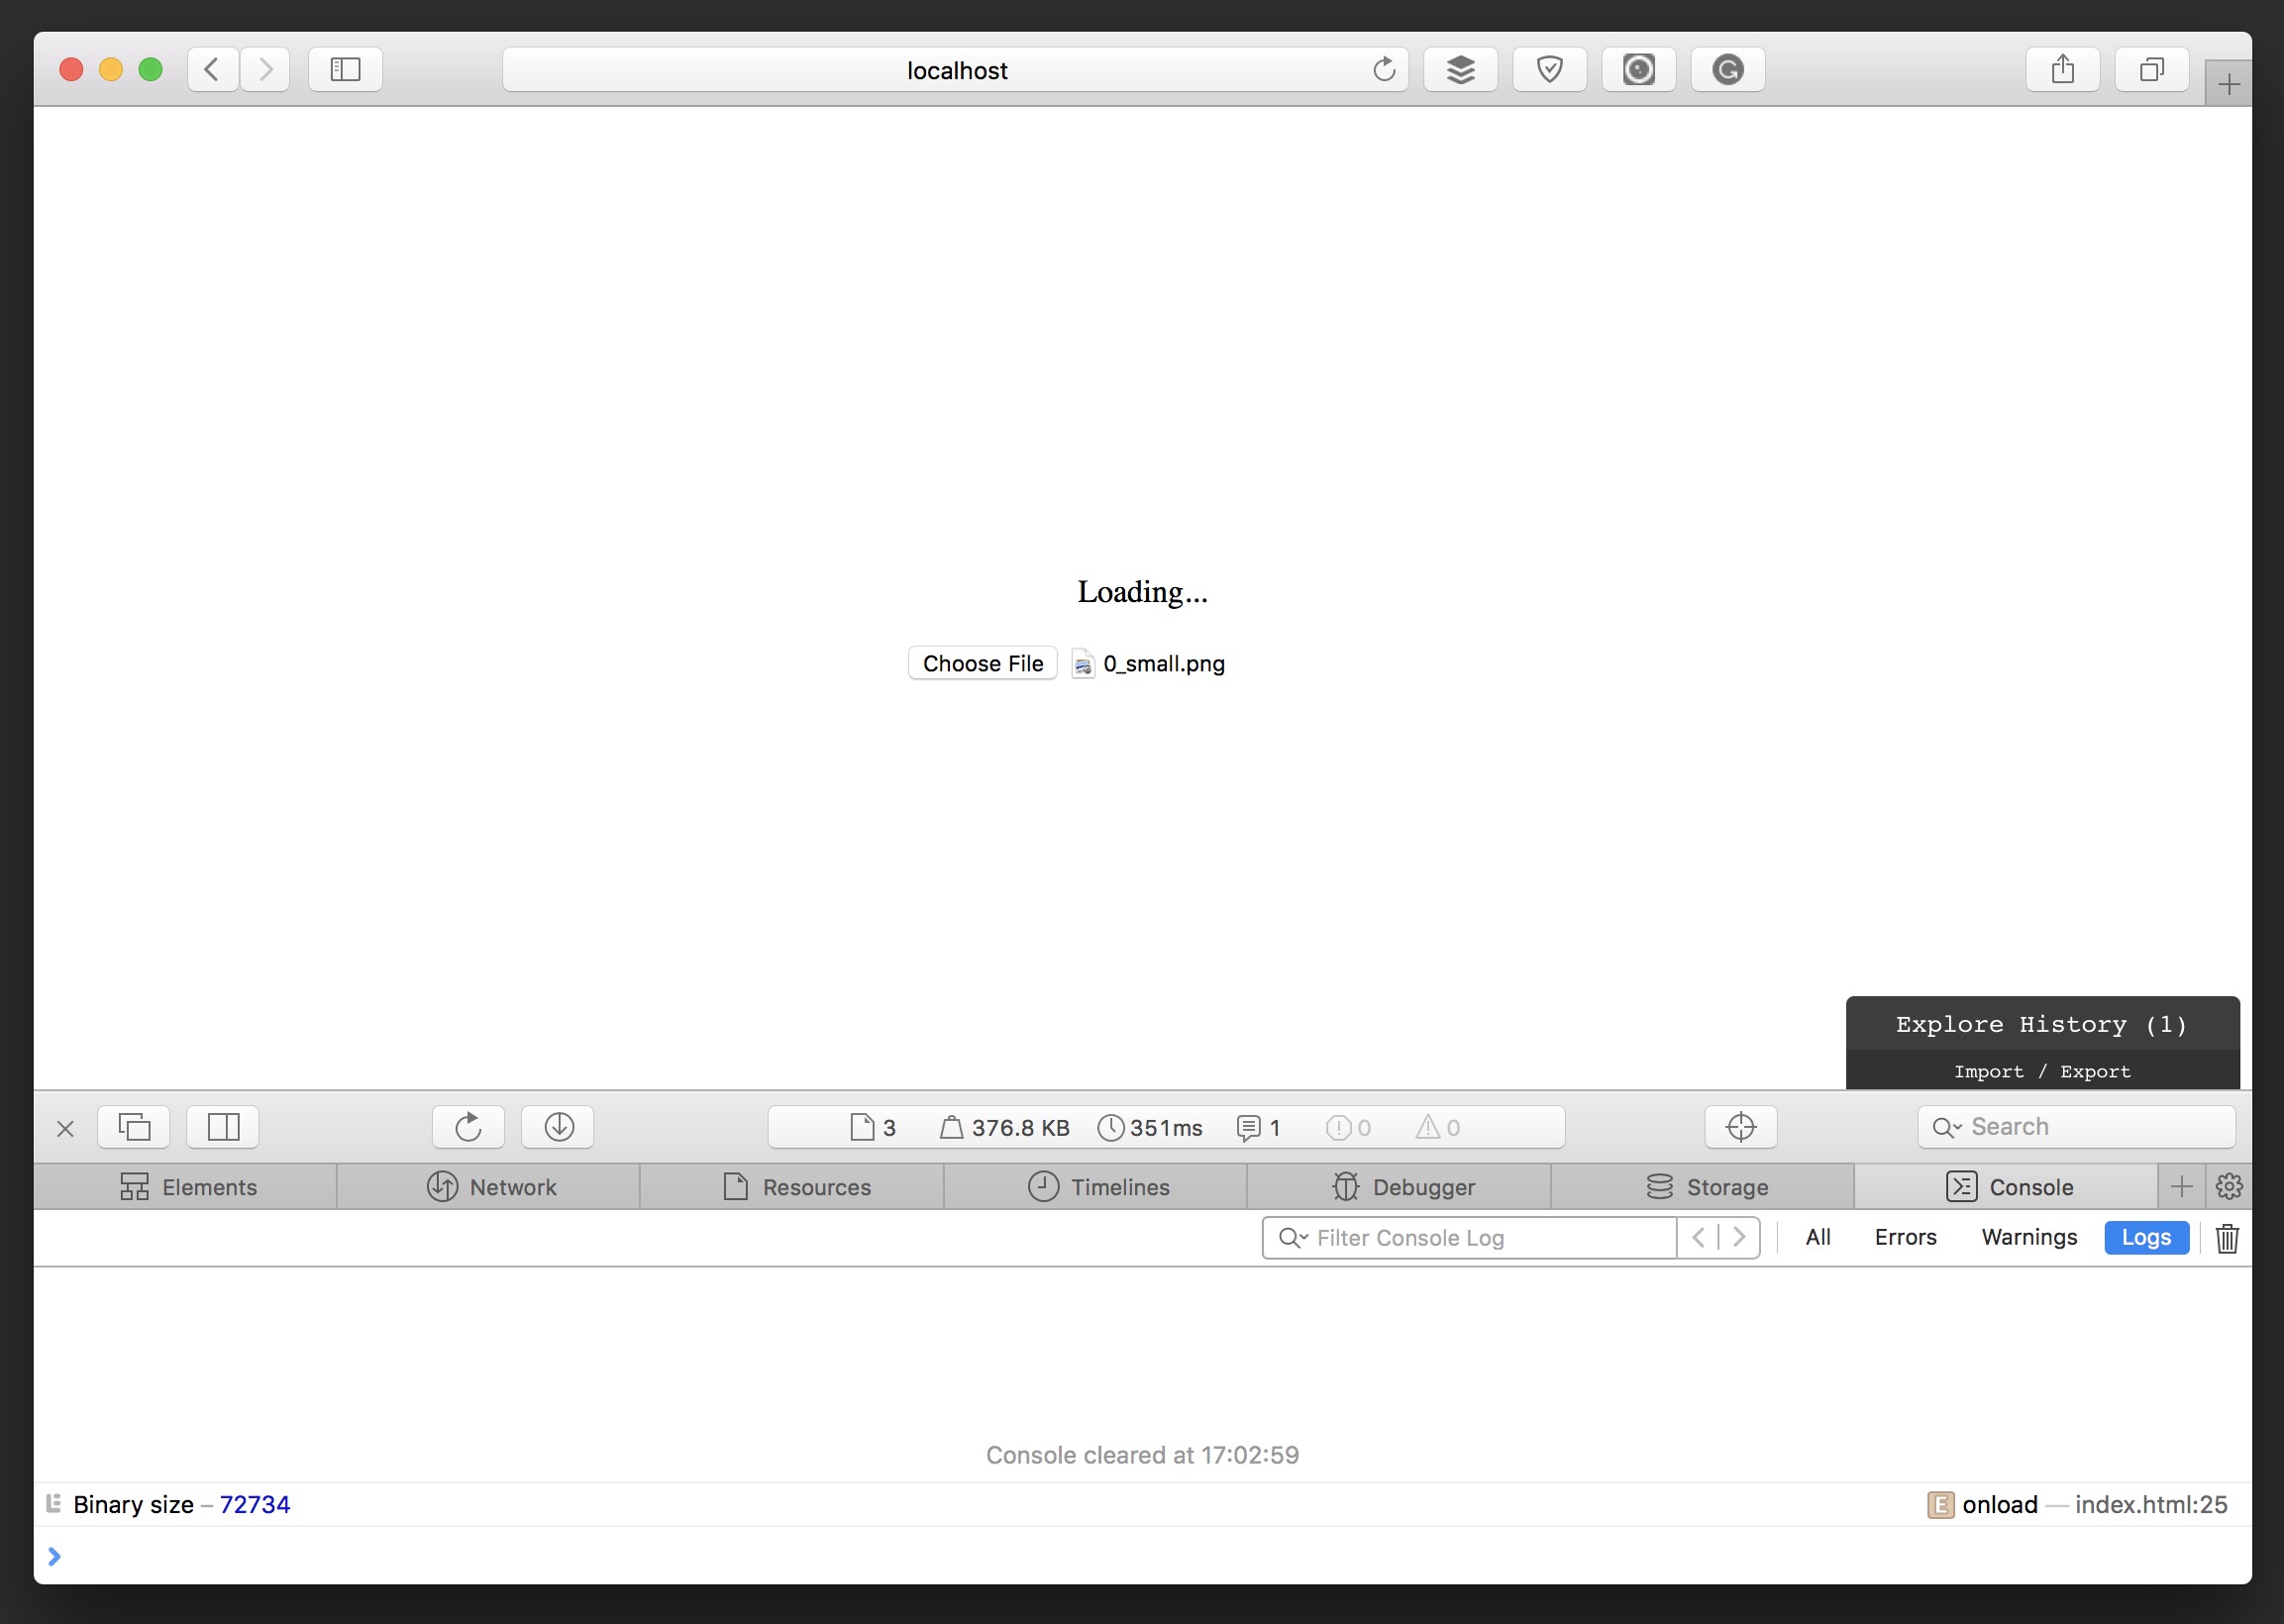 localhost
Loading...
Choose File 0_small.png
Explore History (1)
Import / Export
3 376.8 KB 351ms 1 0 0 Search
Elements Network Resources Timelines Debugger Storage Console
Filter Console Log All Errors Warnings Logs
Console cleared at 17:02:59
Binary size – 72734 E onload — index.html:25